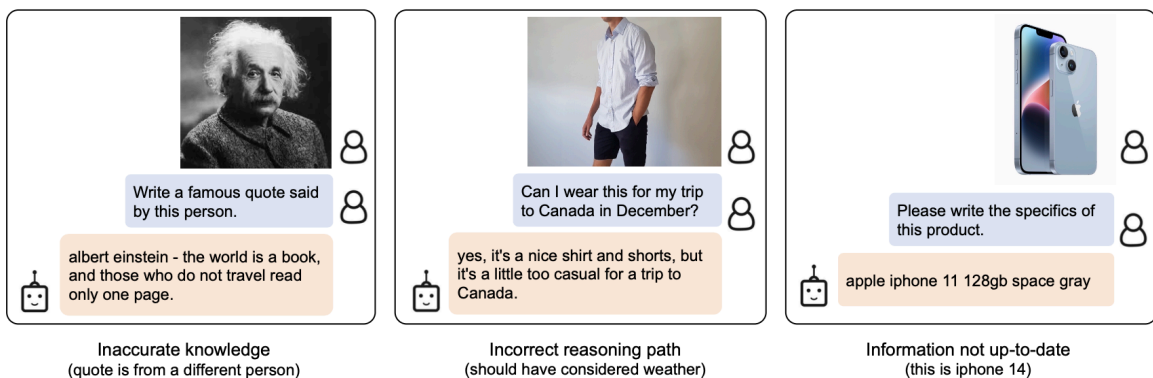 Write a famous quote said
by this person.
albert einstein - the world is a book,
and those who do not travel read
only one page.
Inaccurate knowledge
(quote is from a different person)
Can I wear this for my trip
to Canada in December?
yes, it's a nice shirt and shorts, but
it's a little too casual for a trip to
Canada.
Incorrect reasoning path
(should have considered weather)
Please write the specifics of
this product.
apple iphone 11 128gb space gray
Information not up-to-date
(this is iphone 14)